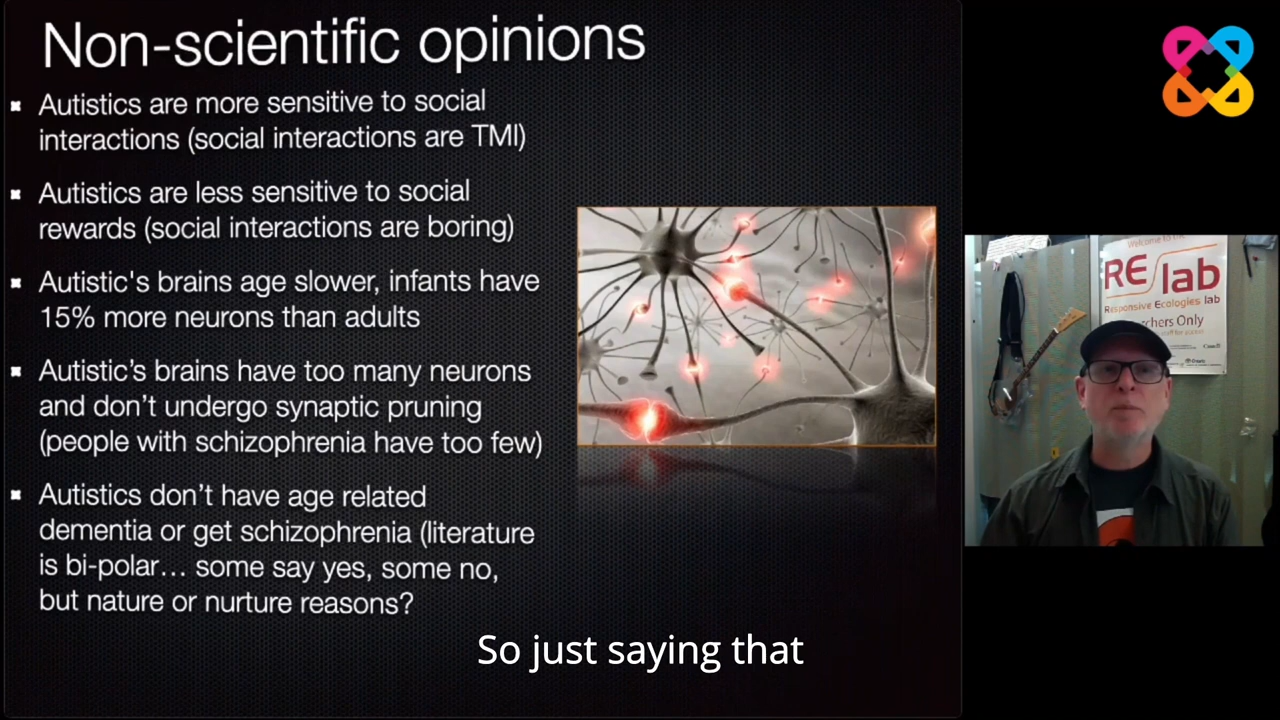 Non-scientific opinions
Autistics are more sensitive to social
interactions (social interactions are TMI)
Autistics are less sensitive to social
rewards (social interactions are boring)
Autistic's brains age slower, infants have
15% more neurons than adults
Autistic’s brains have too many neurons
and don’t undergo synaptic pruning
(people with schizophrenia have too few)
Autistics don’t have age related
dementia or get schizophrenia (literature
is bi-polar… some say yes, some no,
but nature or nurture reasons?
Welcome to the
RE lab
Responsive Ecologies lab
Only
So just saying that